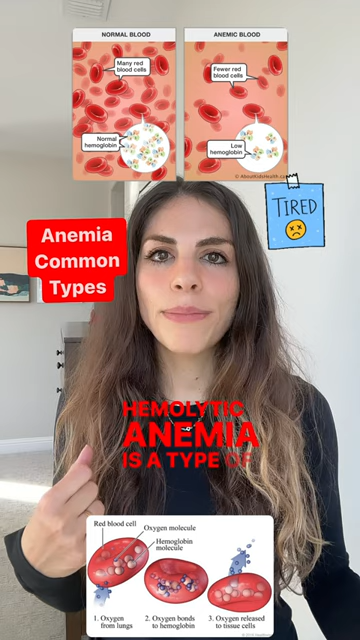 NORMAL BLOOD
Many red
blood cells
Normal
hemoglobin
ANEMIC BLOOD
Fewer red
blood cells
Low
hemoglobin
© AboutKidsHealth.ca
TIRED
Anemia
Common
Types
HEMOLYTIC
ANEMIA
IS A TYPE OF
Red blood cell
Oxygen molecule
Hemoglobin
molecule
1. Oxygen
from lungs
2. Oxygen bonds
to hemoglobin
3. Oxygen released
to tissue cells